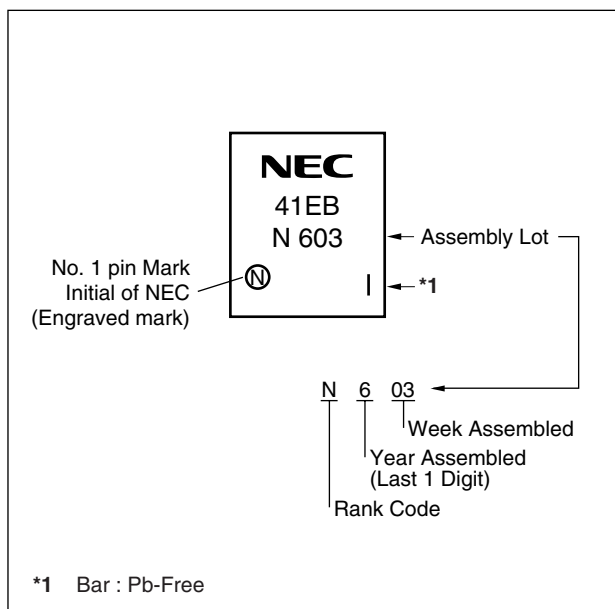 NEC
41EB
N 603
Assembly Lot
No. 1 pin Mark
Initial of NEC
(Engraved mark)
N
*1
N 6 03
Week Assembled
Year Assembled
(Last 1 Digit)
Rank Code
*1 Bar : Pb-Free